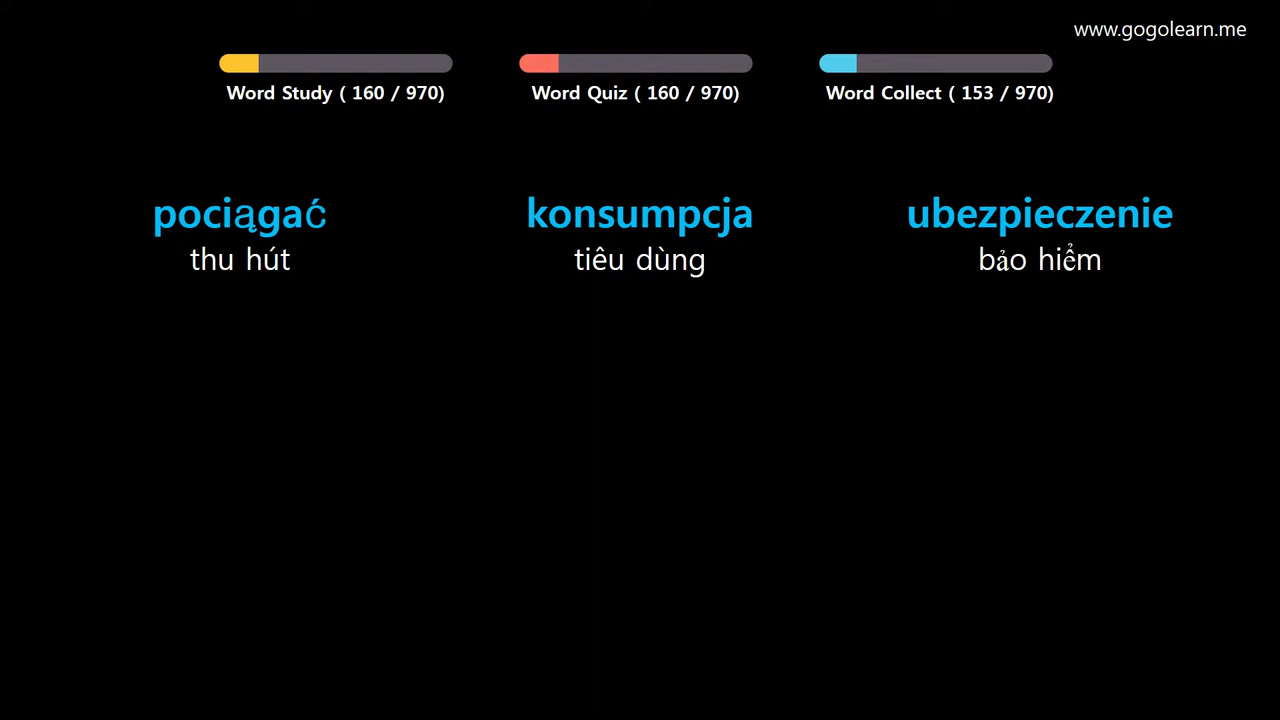 www.gogolearn.me
Word Study ( 160 / 970)
Word Quiz ( 160 / 970)
Word Collect ( 153 / 970)
pociągać
thu hút
konsumpcja
tiêu dùng
ubezpieczenie
bảo hiểm